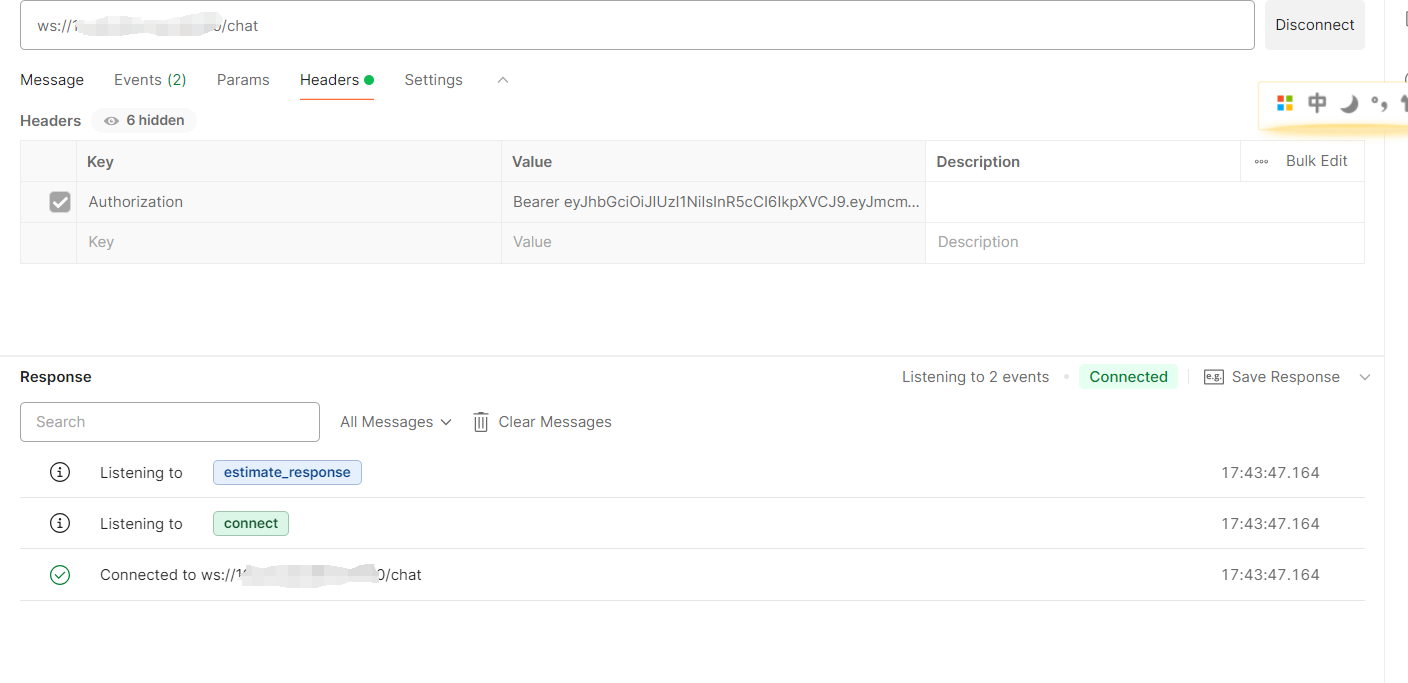 ws://1 0/chat
Disconnect
Message Events (2) Params Headers Settings
中
Headers 6 hidden
Key Value Description Bulk Edit
Authorization Bearer eyJhbGciOiJIUzI1NiIsInR5cCI6IkpXVCJ9.eyJmcm...
Key Value Description
Response Listening to 2 events Connected e.g. Save Response
Search All Messages Clear Messages
Listening to estimate_response 17:43:47.164
Listening to connect 17:43:47.164
Connected to ws://1 0/chat 17:43:47.164